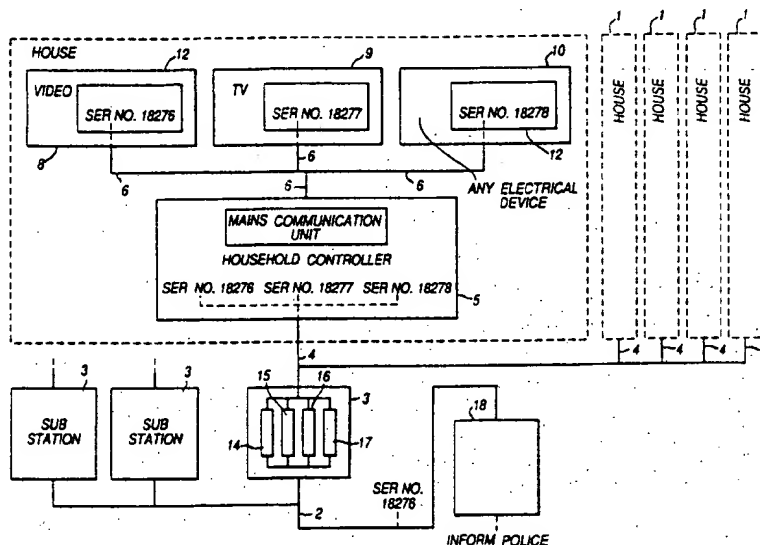 1 1 1 1
HOUSE
12
9
10
VIDEO
TV
SER NO. 18276
SER NO. 18277
SER NO. 18278
12
8
6
6
6
6
ANY ELECTRICAL
DEVICE
HOUSE
HOUSE
HOUSE
HOUSE
MAINS COMMUNICATION
UNIT
HOUSEHOLD CONTROLLER
SER NO. 18276 SER NO. 18277 SER NO. 18278
5
4
4
4
4
3
3
15
16
3
18
SUB
STATION
SUB
STATION
14
17
SER NO.
18276
2
INFORM POLICE